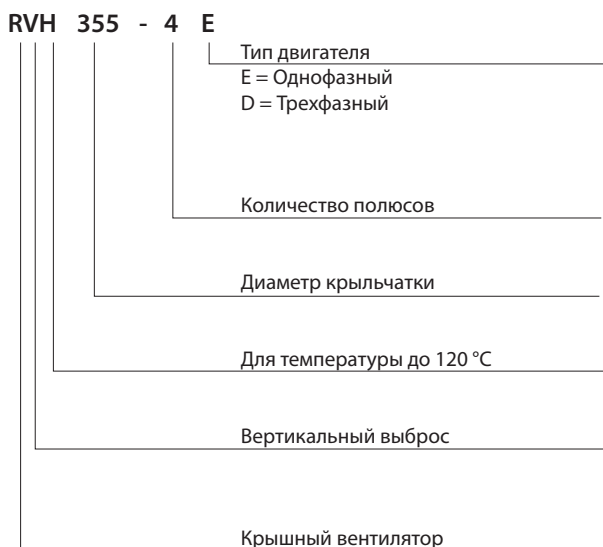 RVH 355 - 4 E
Тип двигателя
E = Однофазный
D = Трехфазный
Количество полюсов
Диаметр крыльчатки
Для температуры до 120 °C
Вертикальный выброс
Крышный вентилятор